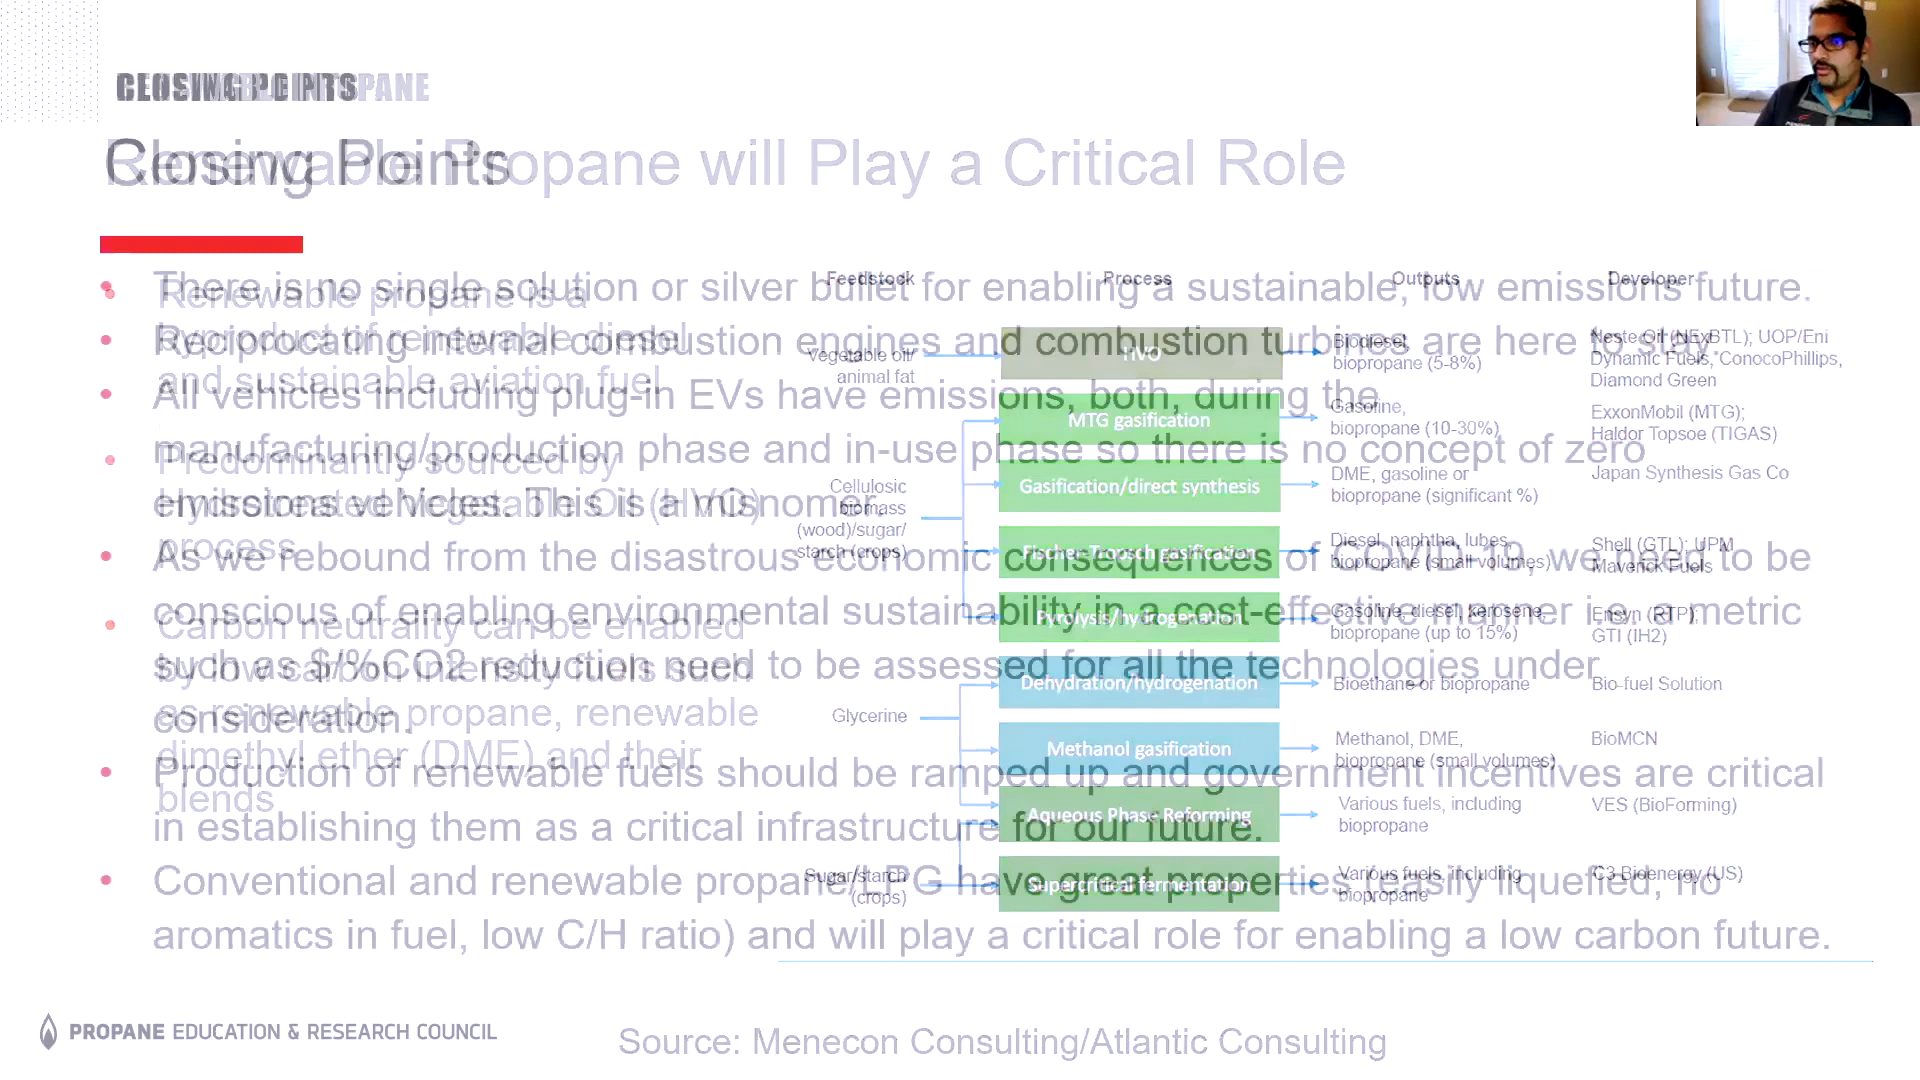 CLOSING POINTS
RENEWABLE PROPANE
Closing Points
Renewable Propane will Play a Critical Role
• There is no single solution or silver bullet for enabling a sustainable, low emissions future.
• Reciprocating internal combustion engines and combustion turbines are here to stay.
• All vehicles including plug-in EVs have emissions, both, during the
manufacturing/production phase and in-use phase so there is no concept of zero
emissions vehicles. This is a misnomer.
• As we rebound from the disastrous economic consequences of COVID-19, we need to be
conscious of enabling environmental sustainability in a cost-effective manner i.e. a metric
such as $/%CO2 reduction need to be assessed for all the technologies under
consideration.
• Production of renewable fuels should be ramped up and government incentives are critical
in establishing them as a critical infrastructure for our future.
• Conventional and renewable propane/LPG have great properties (easily liquefied, no
aromatics in fuel, low C/H ratio) and will play a critical role for enabling a low carbon future.
• Renewable propane is a
byproduct of renewable diesel
and sustainable aviation fuel
• Predominantly sourced by
Hydrotreated Vegetable Oil (HVO)
process
• Carbon neutrality can be enabled
by low carbon intensity fuels such
as renewable propane, renewable
dimethyl ether (DME) and their
blends
Feedstock Process Outputs Developer
Vegetable oil/
animal fat
HVO
Biodiesel,
biopropane (5-8%)
Neste Oil (NExBTL); UOP/Eni
Dynamic Fuels, ConocoPhillips,
Diamond Green
MTG gasification
Gasoline,
biopropane (10-30%)
ExxonMobil (MTG);
Haldor Topsoe (TIGAS)
Cellulosic
biomass
(wood)/sugar/
starch (crops)
Gasification/direct synthesis
DME, gasoline or
biopropane (significant %)
Japan Synthesis Gas Co
Fischer-Tropsch gasification
Diesel, naphtha, lubes,
biopropane (small volumes)
Shell (GTL); UPM
Maverick Fuels
Pyrolysis/hydrogenation
Gasoline, diesel, kerosene,
biopropane (up to 15%)
Ensyn (RTP);
GTI (IH2)
Glycerine
Dehydration/hydrogenation
Bioethane or biopropane
Bio-fuel Solution
Methanol gasification
Methanol, DME,
biopropane (small volumes)
BioMCN
Aqueous Phase Reforming
Various fuels, including
biopropane
VES (BioForming)
Sugar/starch
(crops)
Supercritical fermentation
Various fuels, including
biopropane
C3 Bioenergy (US)
PROPANE EDUCATION & RESEARCH COUNCIL
Source: Menecon Consulting/Atlantic Consulting